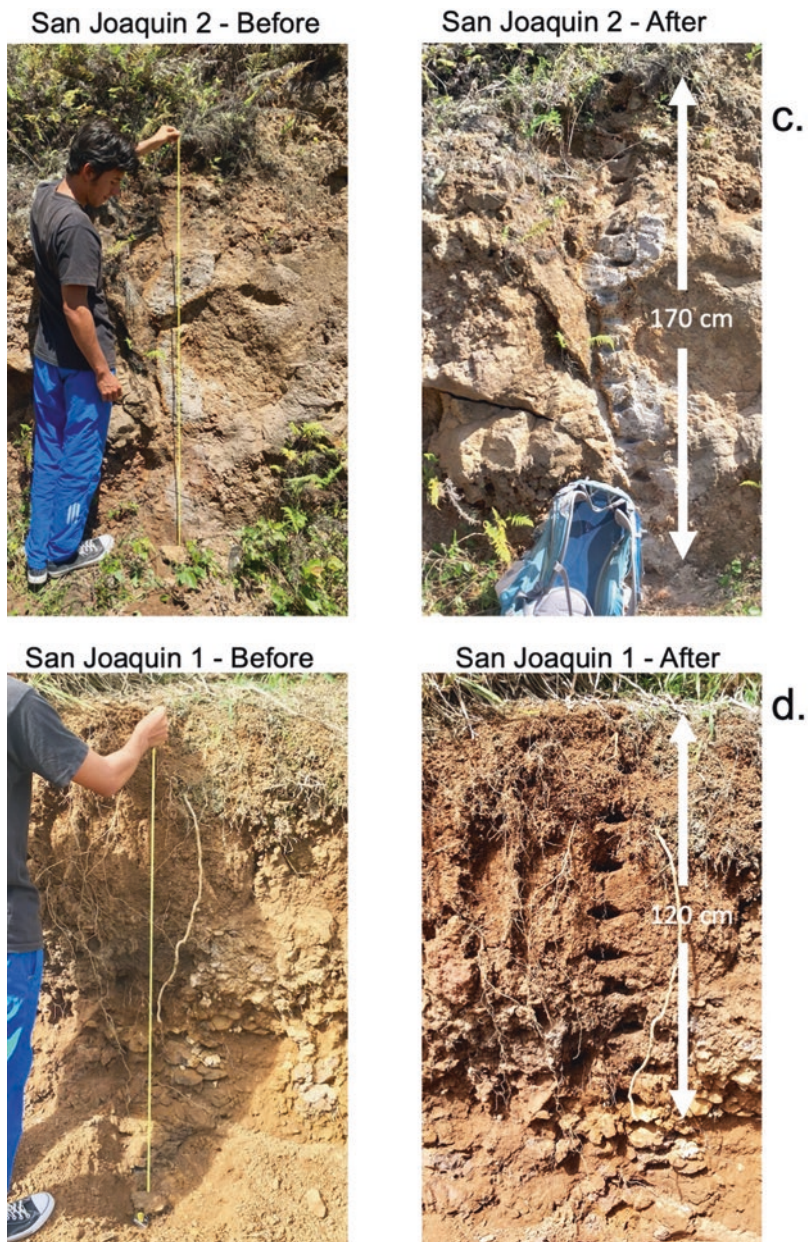 San Joaquin 2 - Before
San Joaquin 2 - After
c.
170 cm
San Joaquin 1 - Before
San Joaquin 1 - After
d.
120 cm